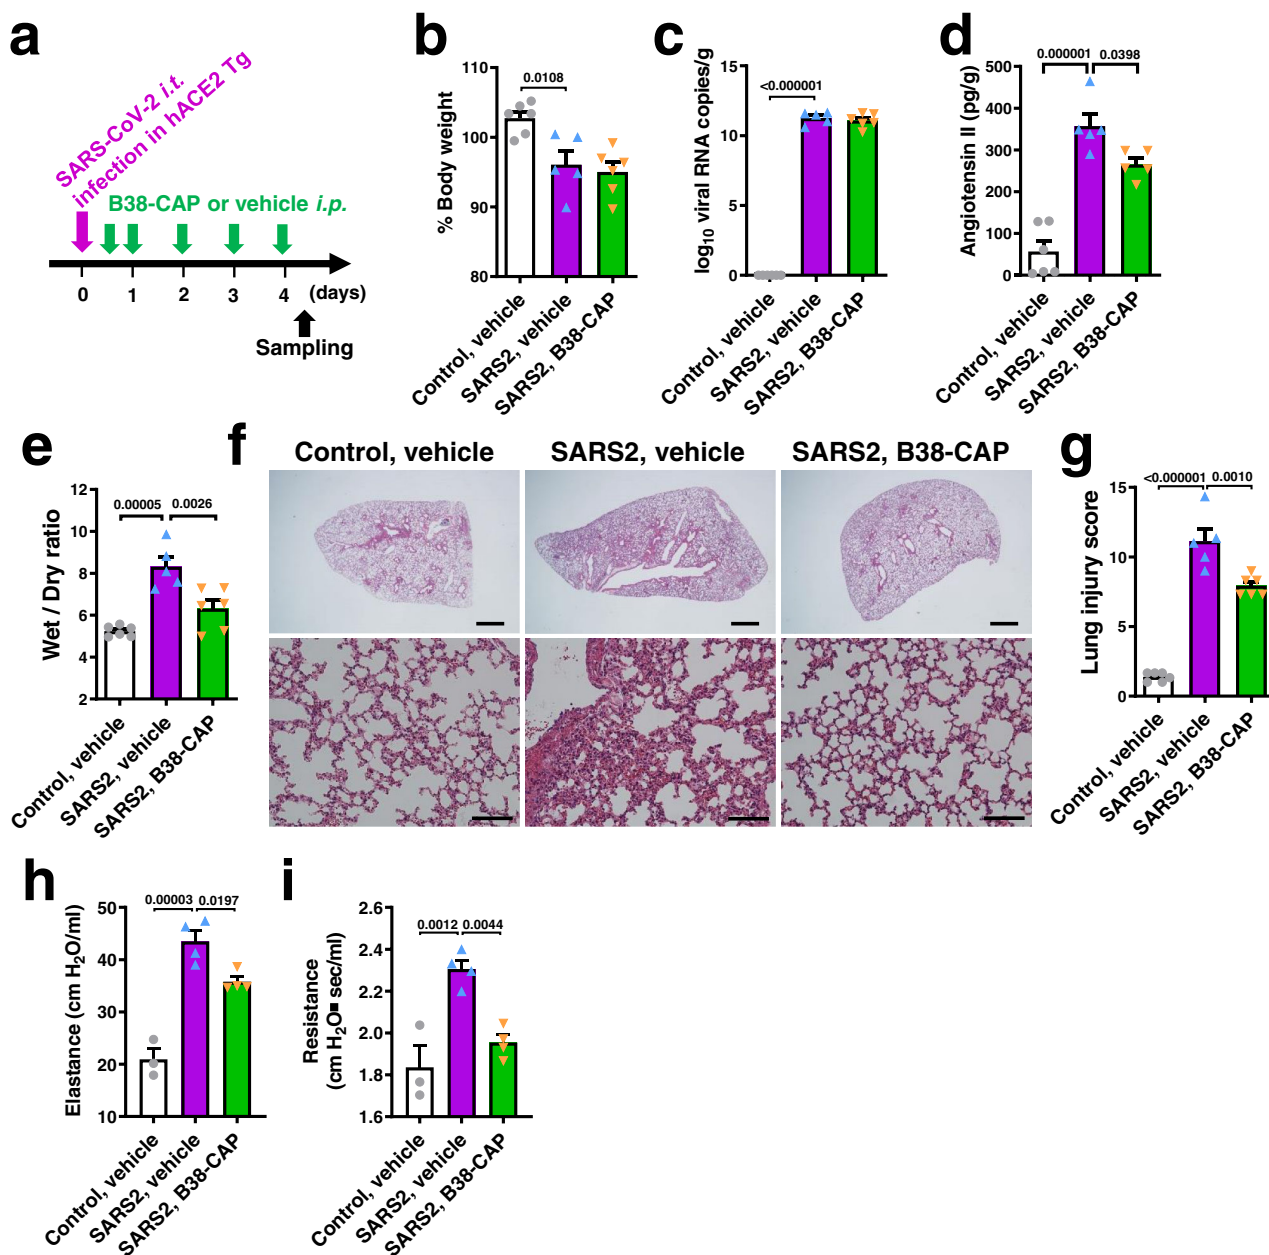 a
SARS-CoV-2 i.t.
infection in hACE2 Tg
B38-CAP or vehicle i.p.
0 1 2 3 4 (days)
Sampling
b
% Body weight
110
100
90
80
0.0108
Control, vehicle
SARS2, vehicle
SARS2, B38-CAP
c
log10 viral RNA copies/g
15
10
5
0
<0.000001
Control, vehicle
SARS2, vehicle
SARS2, B38-CAP
d
Angiotensin II (pg/g)
500
400
300
200
100
0
0.000001 0.0398
Control, vehicle
SARS2, vehicle
SARS2, B38-CAP
e
Wet / Dry ratio
12
10
8
6
4
2
0.00005 0.0026
Control, vehicle
SARS2, vehicle
SARS2, B38-CAP
f
Control, vehicle
SARS2, vehicle
SARS2, B38-CAP
g
Lung injury score
15
10
5
0
<0.000001 0.0010
Control, vehicle
SARS2, vehicle
SARS2, B38-CAP
h
Elastance (cm H2O/ml)
50
40
30
20
10
0.00003 0.0197
Control, vehicle
SARS2, vehicle
SARS2, B38-CAP
i
Resistance
(cm H2O■ sec/ml)
2.6
2.4
2.2
2.0
1.8
1.6
0.0012 0.0044
Control, vehicle
SARS2, vehicle
SARS2, B38-CAP